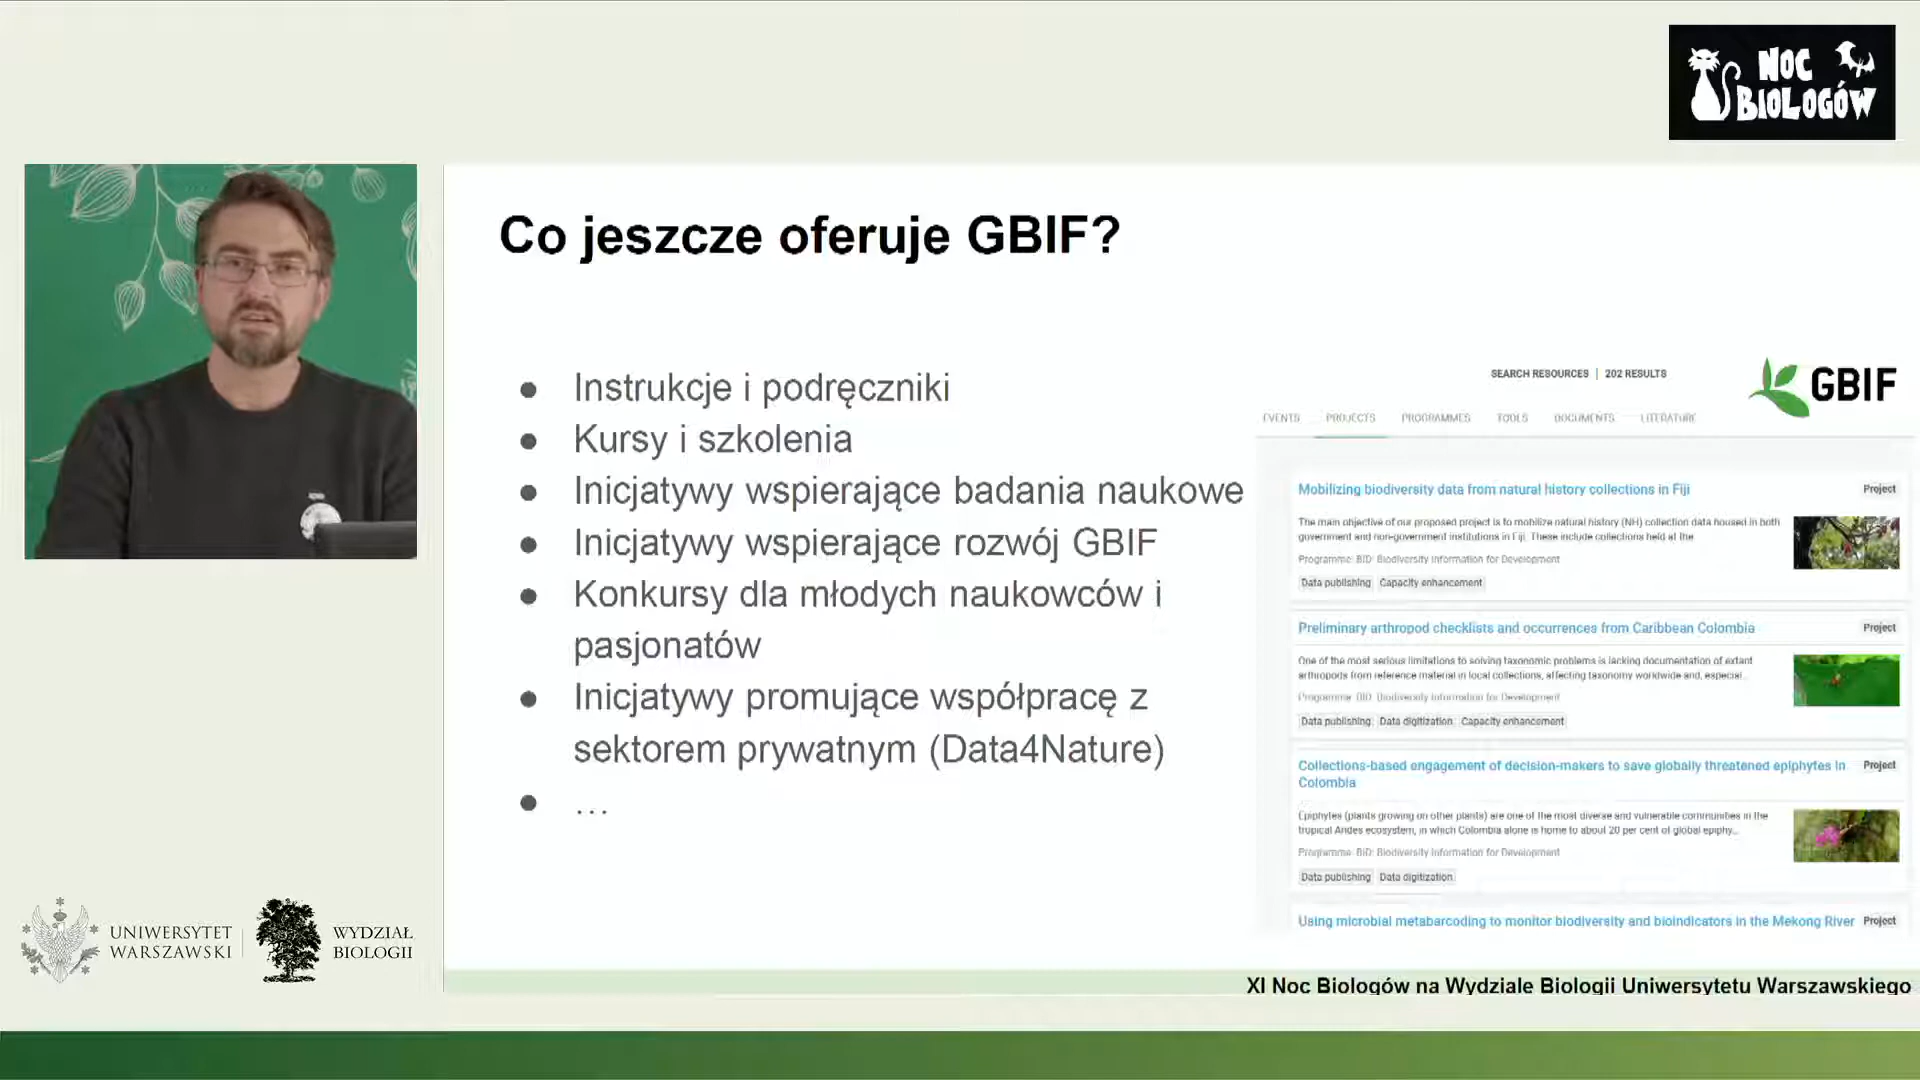 NOC
BIOLOGÓW
Co jeszcze oferuje GBIF?
● Instrukcje i podręczniki
● Kursy i szkolenia
● Inicjatywy wspierające badania naukowe
● Inicjatywy wspierające rozwój GBIF
● Konkursy dla młodych naukowców i
pasjonatów
● Inicjatywy promujące współpracę z
sektorem prywatnym (Data4Nature)
● ...
SEARCH RESOURCES | 202 RESULTS
GBIF
EVENTS PROJECTS PROGRAMMES TOOLS DOCUMENTS LITERATURE
Mobilizing biodiversity data from natural history collections in Fiji Project
The main objective of our proposed project is to mobilize natural history (NH) collection data housed in both
government and non-government institutions in Fiji. These include collections held at the
Programme: BID: Biodiversity Information for Development
Data publishing Capacity enhancement
Preliminary arthropod checklists and occurrences from Caribbean Colombia Project
One of the most serious limitations to solving taxonomic problems is lacking documentation of extant
arthropods from reference material in local collections, affecting taxonomy worldwide and, especial...
Programme: BID: Biodiversity Information for Development
Data publishing Data digitization Capacity enhancement
Collections-based engagement of decision-makers to save globally threatened epiphytes in Project
Colombia
Epiphytes (plants growing on other plants) are one of the most diverse and vulnerable communities in the
tropical Andes ecosystem, in which Colombia alone is home to about 20 per cent of global epiphy...
Programme: BID: Biodiversity Information for Development
Data publishing Data digitization
Using microbial metabarcoding to monitor biodiversity and bioindicators in the Mekong River Project
UNIWERSYTET
WARSZAWSKI
WYDZIAŁ
BIOLOGII
XI Noc Biologów na Wydziale Biologii Uniwersytetu Warszawskiego